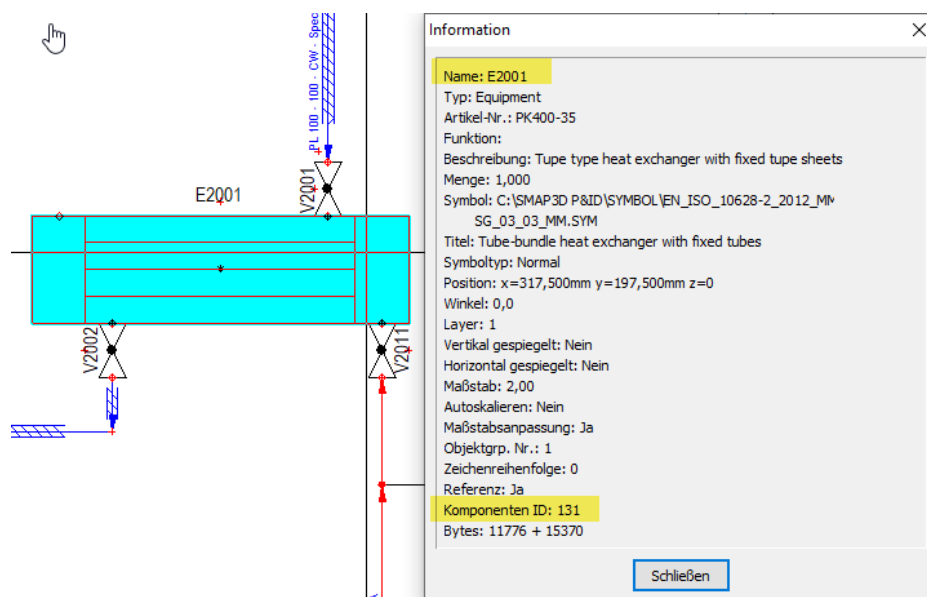 PL 100 - 100 - CW - Spec
E2001
V2001
V2002
V2011
Information
Name: E2001
Typ: Equipment
Artikel-Nr.: PK400-35
Funktion:
Beschreibung: Tupe type heat exchanger with fixed tupe sheets
Menge: 1,000
Symbol: C:\SMAP3D P&ID\SYMBOL\EN_ISO_10628-2_2012_MM
SG_03_03_MM.SYM
Titel: Tube-bundle heat exchanger with fixed tubes
Symboltyp: Normal
Position: x=317,500mm y=197,500mm z=0
Winkel: 0,0
Layer: 1
Vertikal gespiegelt: Nein
Horizontal gespiegelt: Nein
Maßstab: 2,00
Autoskalieren: Nein
Maßstabsanpassung: Ja
Objektgrp. Nr.: 1
Zeichenreihenfolge: 0
Referenz: Ja
Komponenten ID: 131
Bytes: 11776 + 15370
Schließen